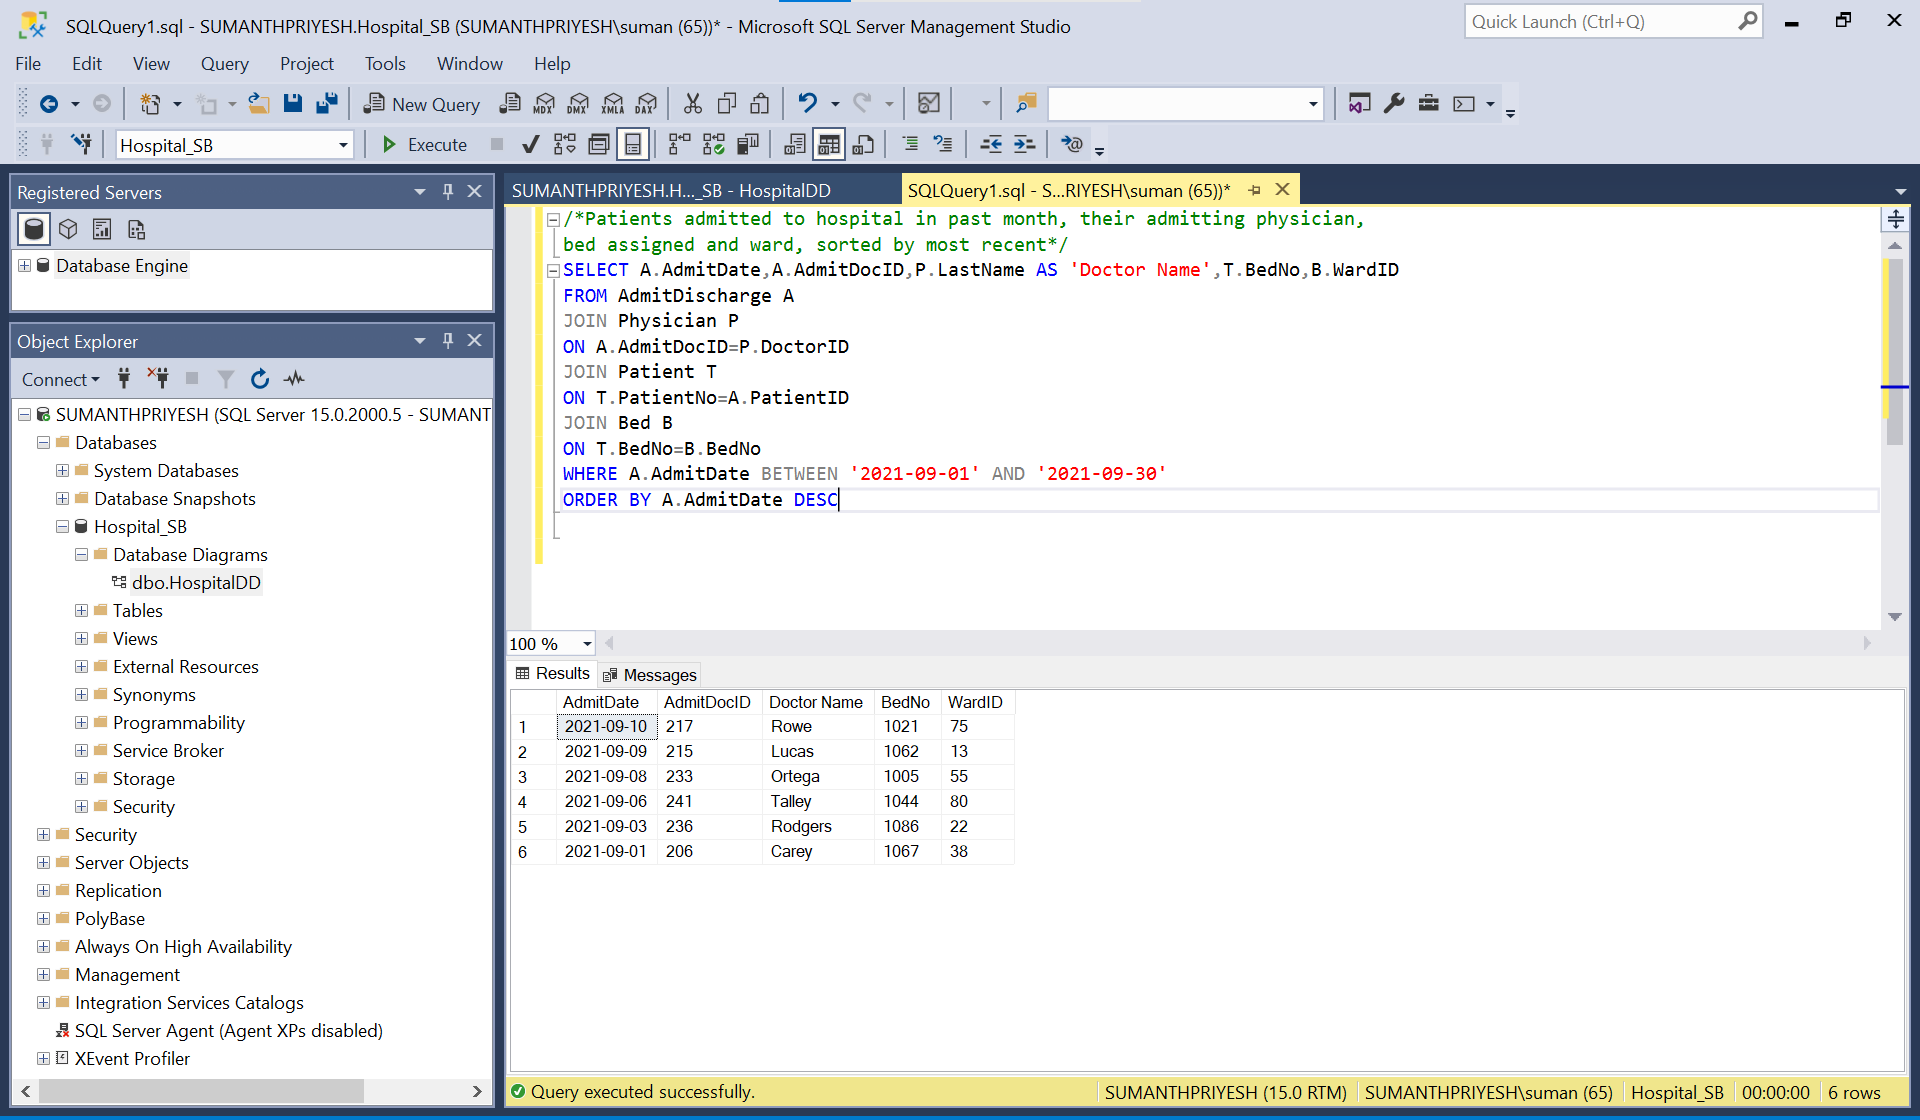 SQLQuery1.sql - SUMANTHPRIYESH.Hospital_SB (SUMANTHPRIYESH\suman (65))* - Microsoft SQL Server Management Studio
Quick Launch (Ctrl+Q)
File Edit View Query Project Tools Window Help
New Query MDX DMX XMLA DAX
Hospital_SB Execute
Registered Servers
Database Engine
Object Explorer
Connect
SUMANTHPRIYESH (SQL Server 15.0.2000.5 - SUMANT
Databases
System Databases
Database Snapshots
Hospital_SB
Database Diagrams
dbo.HospitalDD
Tables
Views
External Resources
Synonyms
Programmability
Service Broker
Storage
Security
Security
Server Objects
Replication
PolyBase
Always On High Availability
Management
Integration Services Catalogs
SQL Server Agent (Agent XPs disabled)
XEvent Profiler
SUMANTHPRIYESH.H..._SB - HospitalDD
SQLQuery1.sql - S...RIYESH\suman (65))*
/*Patients admitted to hospital in past month, their admitting physician,
bed assigned and ward, sorted by most recent*/
SELECT A.AdmitDate,A.AdmitDocID,P.LastName AS 'Doctor Name',T.BedNo,B.WardID
FROM AdmitDischarge A
JOIN Physician P
ON A.AdmitDocID=P.DoctorID
JOIN Patient T
ON T.PatientNo=A.PatientID
JOIN Bed B
ON T.BedNo=B.BedNo
WHERE A.AdmitDate BETWEEN '2021-09-01' AND '2021-09-30'
ORDER BY A.AdmitDate DESC
100 %
Results Messages
AdmitDate AdmitDocID Doctor Name BedNo WardID
1 2021-09-10 217 Rowe 1021 75
2 2021-09-09 215 Lucas 1062 13
3 2021-09-08 233 Ortega 1005 55
4 2021-09-06 241 Talley 1044 80
5 2021-09-03 236 Rodgers 1086 22
6 2021-09-01 206 Carey 1067 38
Query executed successfully.
SUMANTHPRIYESH (15.0 RTM) SUMANTHPRIYESH\suman (65) Hospital_SB 00:00:00 6 rows